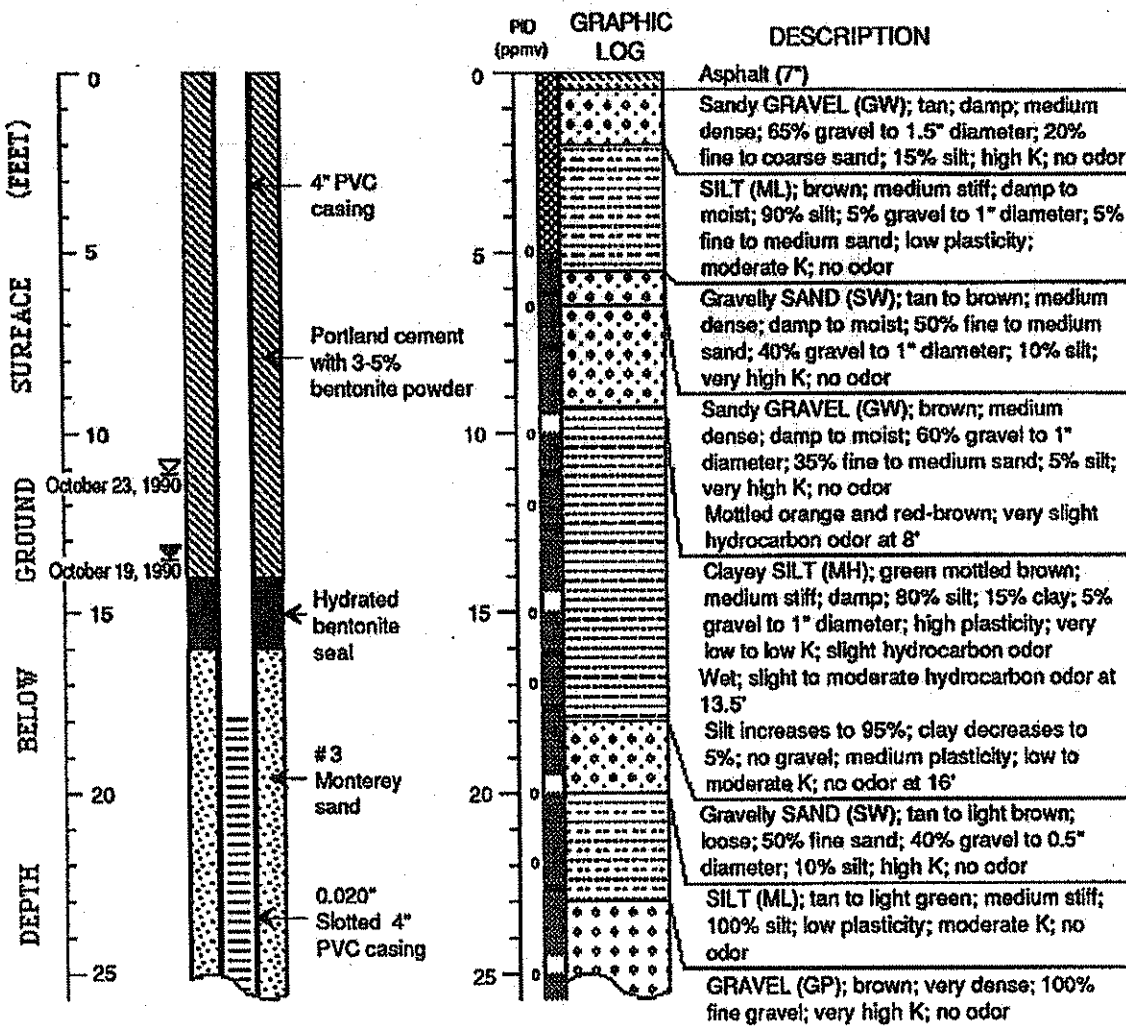 PID
(ppmv)
GRAPHIC
LOG
DESCRIPTION
DEPTH BELOW GROUND SURFACE (FEET)
0
5
10
15
20
25
4" PVC
casing
Portland cement
with 3-5%
bentonite powder
October 23, 1990
October 19, 1990
Hydrated
bentonite
seal
#3
Monterey
sand
0.020"
Slotted 4"
PVC casing
0
5
10
15
20
25
0
0
0
0
0
0
0
Asphalt (7")
Sandy GRAVEL (GW); tan; damp; medium
dense; 65% gravel to 1.5" diameter; 20%
fine to coarse sand; 15% silt; high K; no odor
SILT (ML); brown; medium stiff; damp to
moist; 90% silt; 5% gravel to 1" diameter; 5%
fine to medium sand; low plasticity;
moderate K; no odor
Gravelly SAND (SW); tan to brown; medium
dense; damp to moist; 50% fine to medium
sand; 40% gravel to 1" diameter; 10% silt;
very high K; no odor
Sandy GRAVEL (GW); brown; medium
dense; damp to moist; 60% gravel to 1"
diameter; 35% fine to medium sand; 5% silt;
very high K; no odor
Mottled orange and red-brown; very slight
hydrocarbon odor at 8'
Clayey SILT (MH); green mottled brown;
medium stiff; damp; 80% silt; 15% clay; 5%
gravel to 1" diameter; high plasticity; very
low to low K; slight hydrocarbon odor
Wet; slight to moderate hydrocarbon odor at
13.5'
Silt increases to 95%; clay decreases to
5%; no gravel; medium plasticity; low to
moderate K; no odor at 16'
Gravelly SAND (SW); tan to light brown;
loose; 50% fine sand; 40% gravel to 0.5"
diameter; 10% silt; high K; no odor
SILT (ML); tan to light green; medium stiff;
100% silt; low plasticity; moderate K; no
odor
GRAVEL (GP); brown; very dense; 100%
fine gravel; very high K; no odor